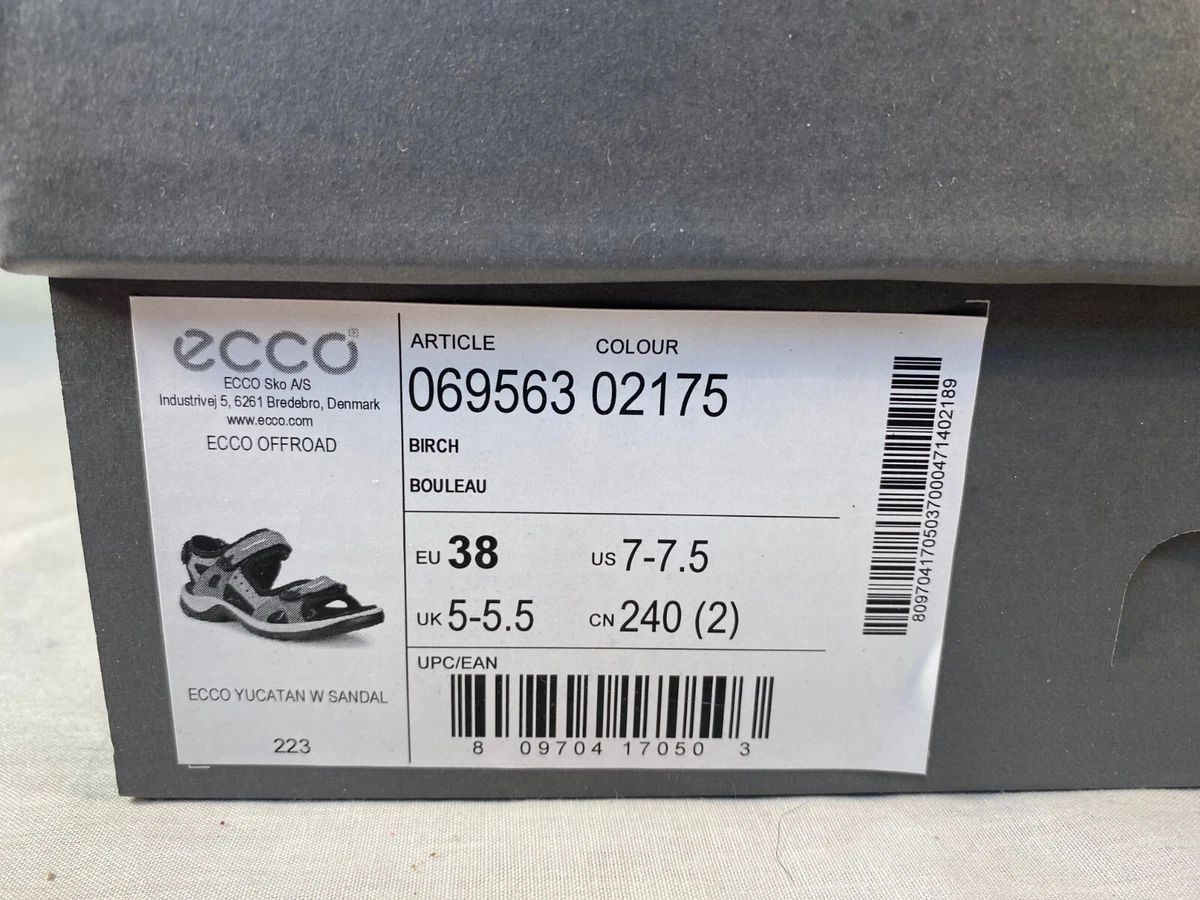 ecco®
ECCO Sko A/S
Industrivej 5, 6261 Bredebro, Denmark
www.ecco.com
ECCO OFFROAD
ECCO YUCATAN W SANDAL
223
ARTICLE COLOUR
069563 02175
BIRCH
BOULEAU
EU 38 US 7-7.5
UK 5-5.5 CN 240 (2)
UPC/EAN
8 09704 17050 3
8097041705037000471402189